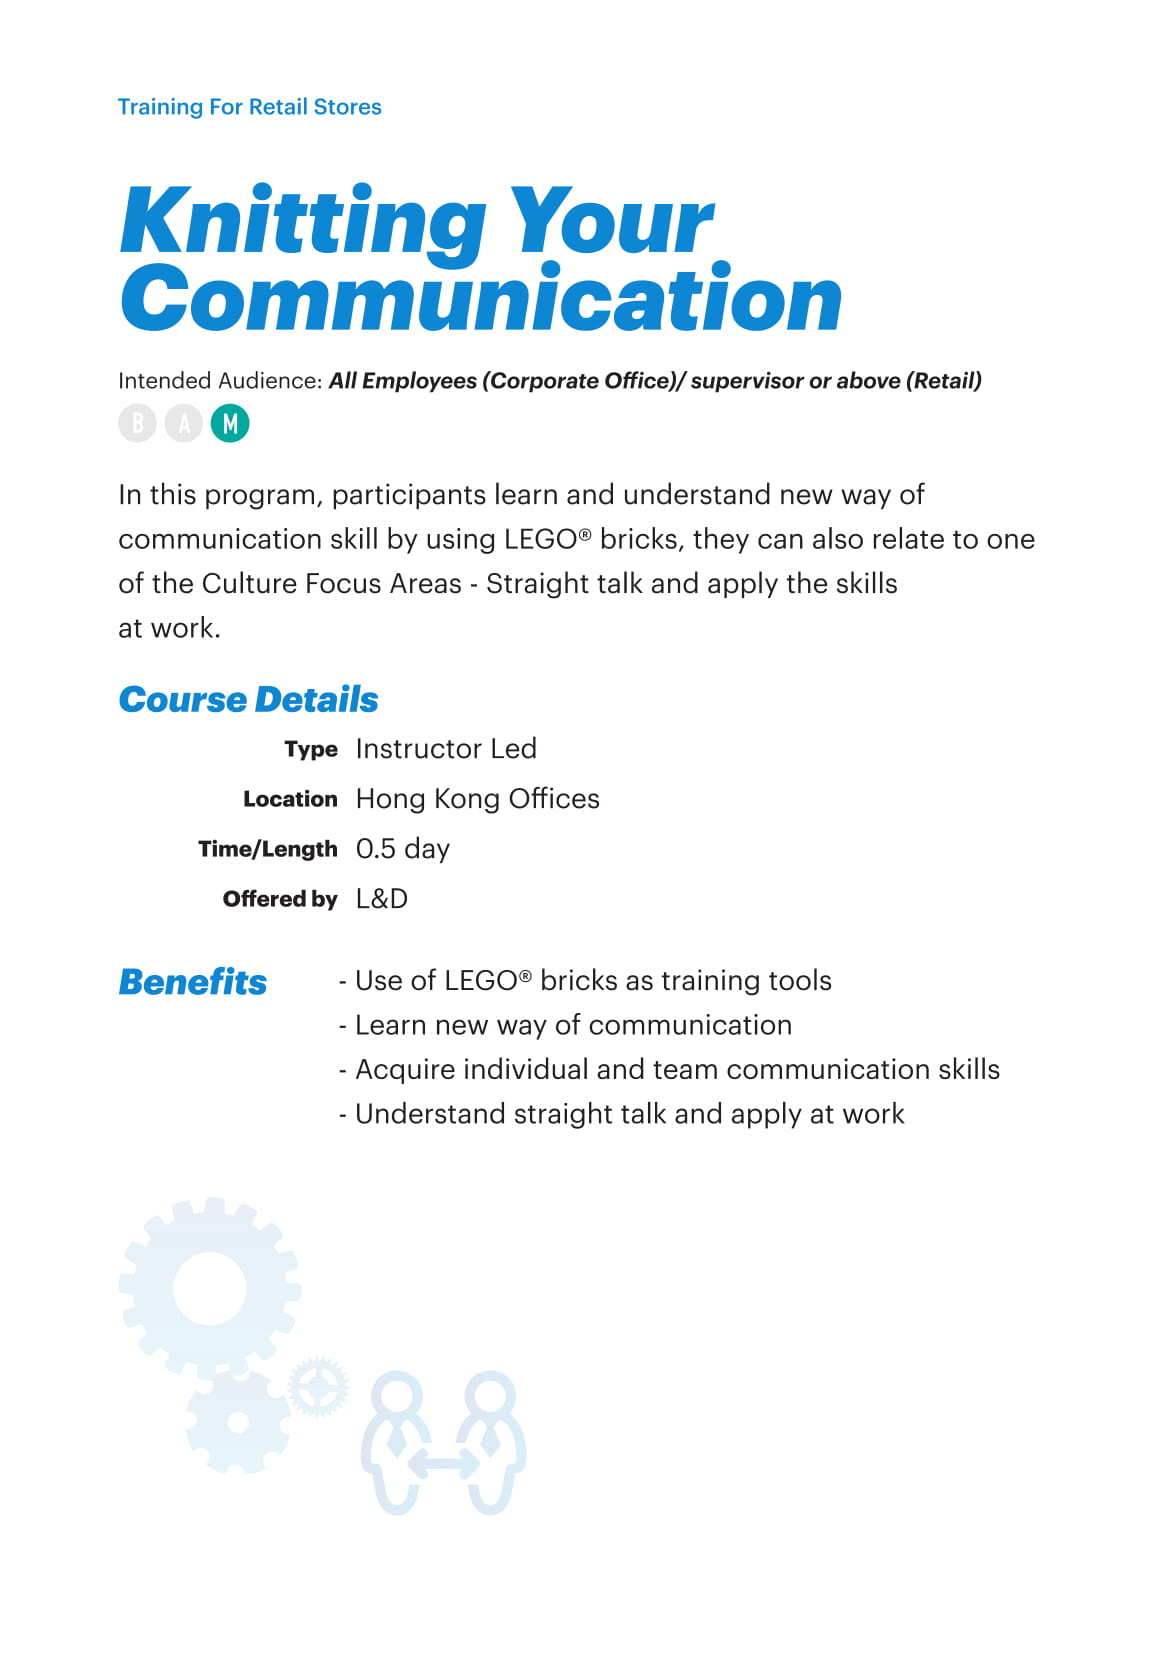 Training For Retail Stores
Knitting Your
Communication
Intended Audience: All Employees (Corporate Office)/ supervisor or above (Retail)
B A M
In this program, participants learn and understand new way of
communication skill by using LEGO® bricks, they can also relate to one
of the Culture Focus Areas - Straight talk and apply the skills
at work.
Course Details
Type Instructor Led
Location Hong Kong Offices
Time/Length 0.5 day
Offered by L&D
Benefits - Use of LEGO® bricks as training tools
- Learn new way of communication
- Acquire individual and team communication skills
- Understand straight talk and apply at work